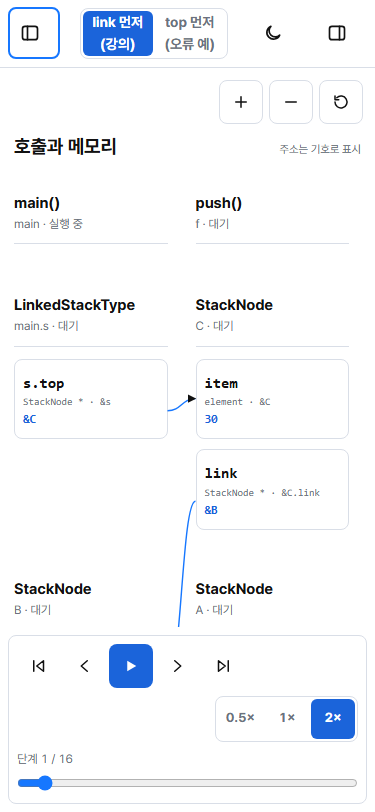 link 먼저
(강의)
top 먼저
(오류 예)
호출과 메모리
주소는 기호로 표시
main()
main · 실행 중
push()
f · 대기
LinkedStackType
main.s · 대기
StackNode
C · 대기
s.top
StackNode * · &s
&C
item
element · &C
30
link
StackNode * · &C.link
&B
StackNode
B · 대기
StackNode
A · 대기
0.5×
1×
2×
단계 1 / 16